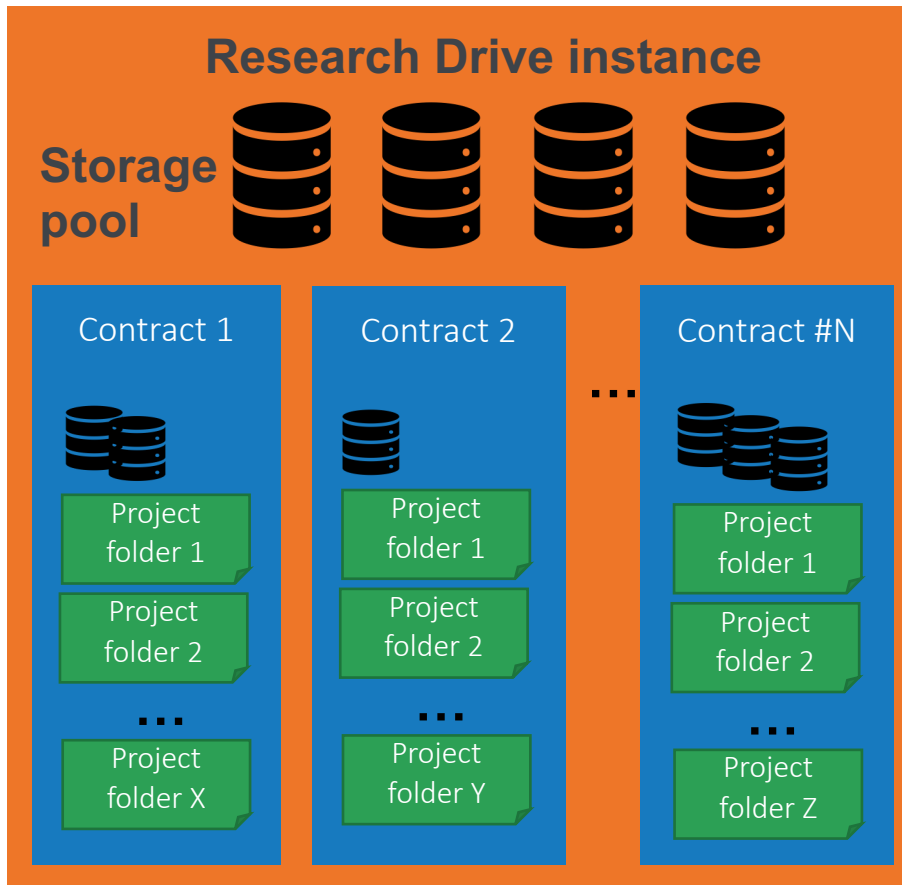 Research Drive instance
Storage
pool
Contract 1
Project
folder 1
Project
folder 2
...
Project
folder X
Contract 2
Project
folder 1
Project
folder 2
...
Project
folder Y
...
Contract #N
Project
folder 1
Project
folder 2
...
Project
folder Z